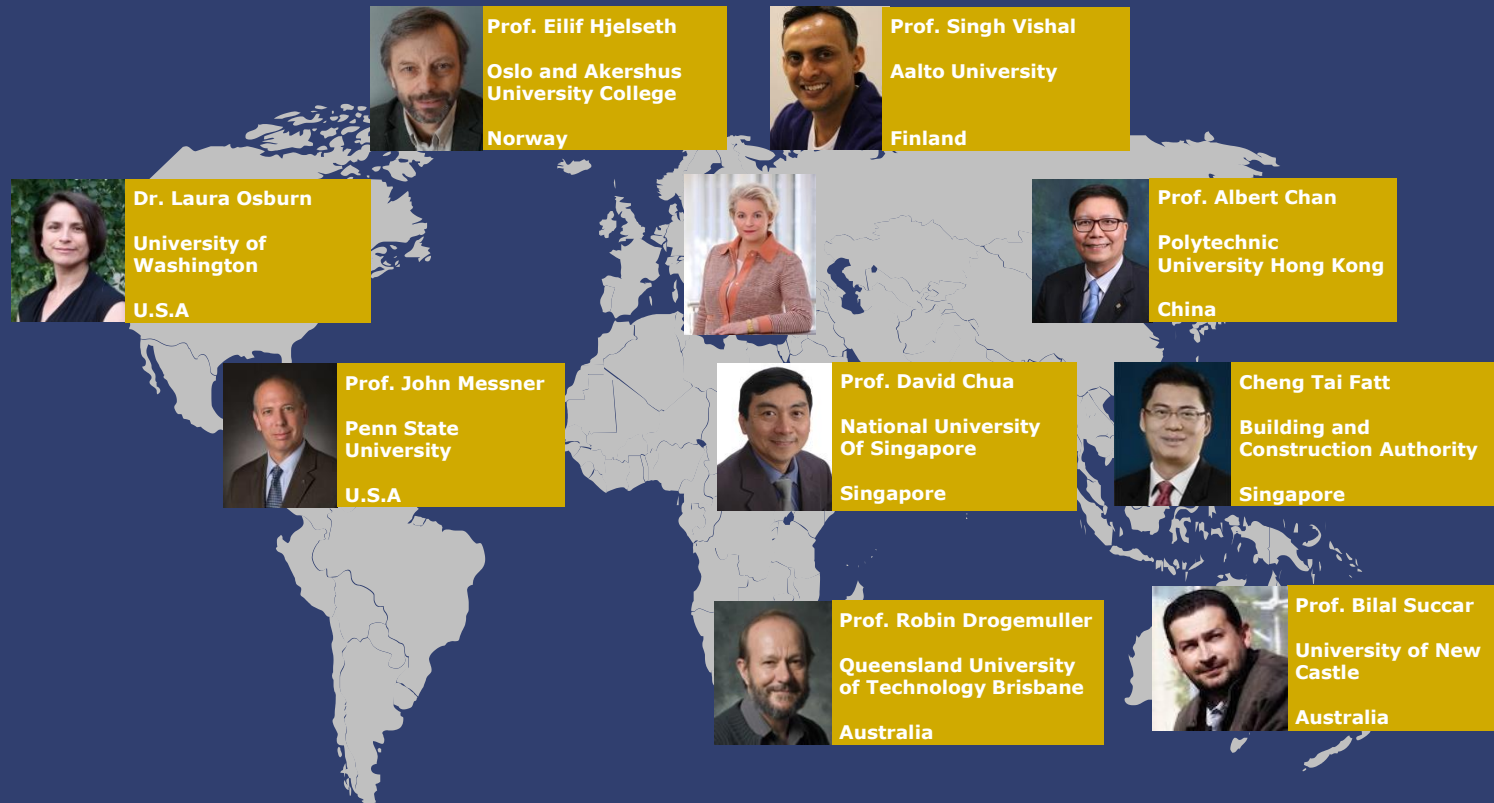 Prof. Eilif Hjelseth
Oslo and Akershus
University College
Norway
Prof. Singh Vishal
Aalto University
Finland
Dr. Laura Osburn
University of
Washington
U.S.A
Prof. Albert Chan
Polytechnic
University Hong Kong
China
Prof. John Messner
Penn State
University
U.S.A
Prof. David Chua
National University
Of Singapore
Singapore
Cheng Tai Fatt
Building and
Construction Authority
Singapore
Prof. Robin Drogemuller
Queensland University
of Technology Brisbane
Australia
Prof. Bilal Succar
University of New
Castle
Australia